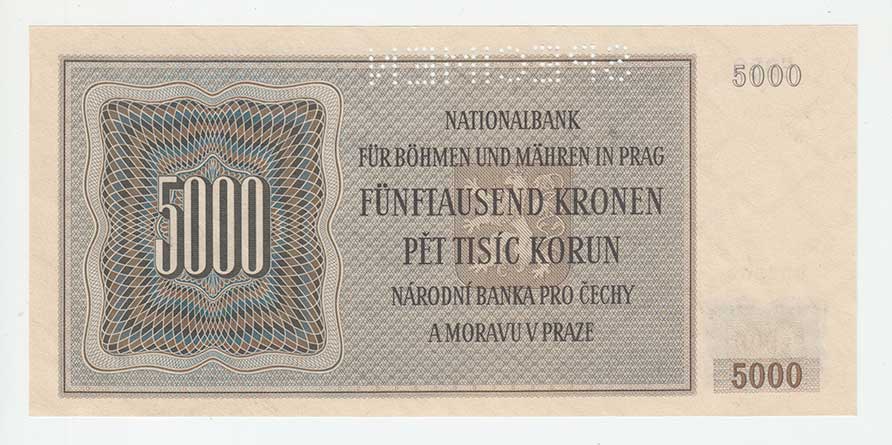 SPECIMEN
5000
NATIONALBANK
FÜR BÖHMEN UND MÄHREN IN PRAG
FÜNFTAUSEND KRONEN
PĚT TISÍC KORUN
NÁRODNÍ BANKA PRO ČECHY
A MORAVU V PRAZE
5000
5000